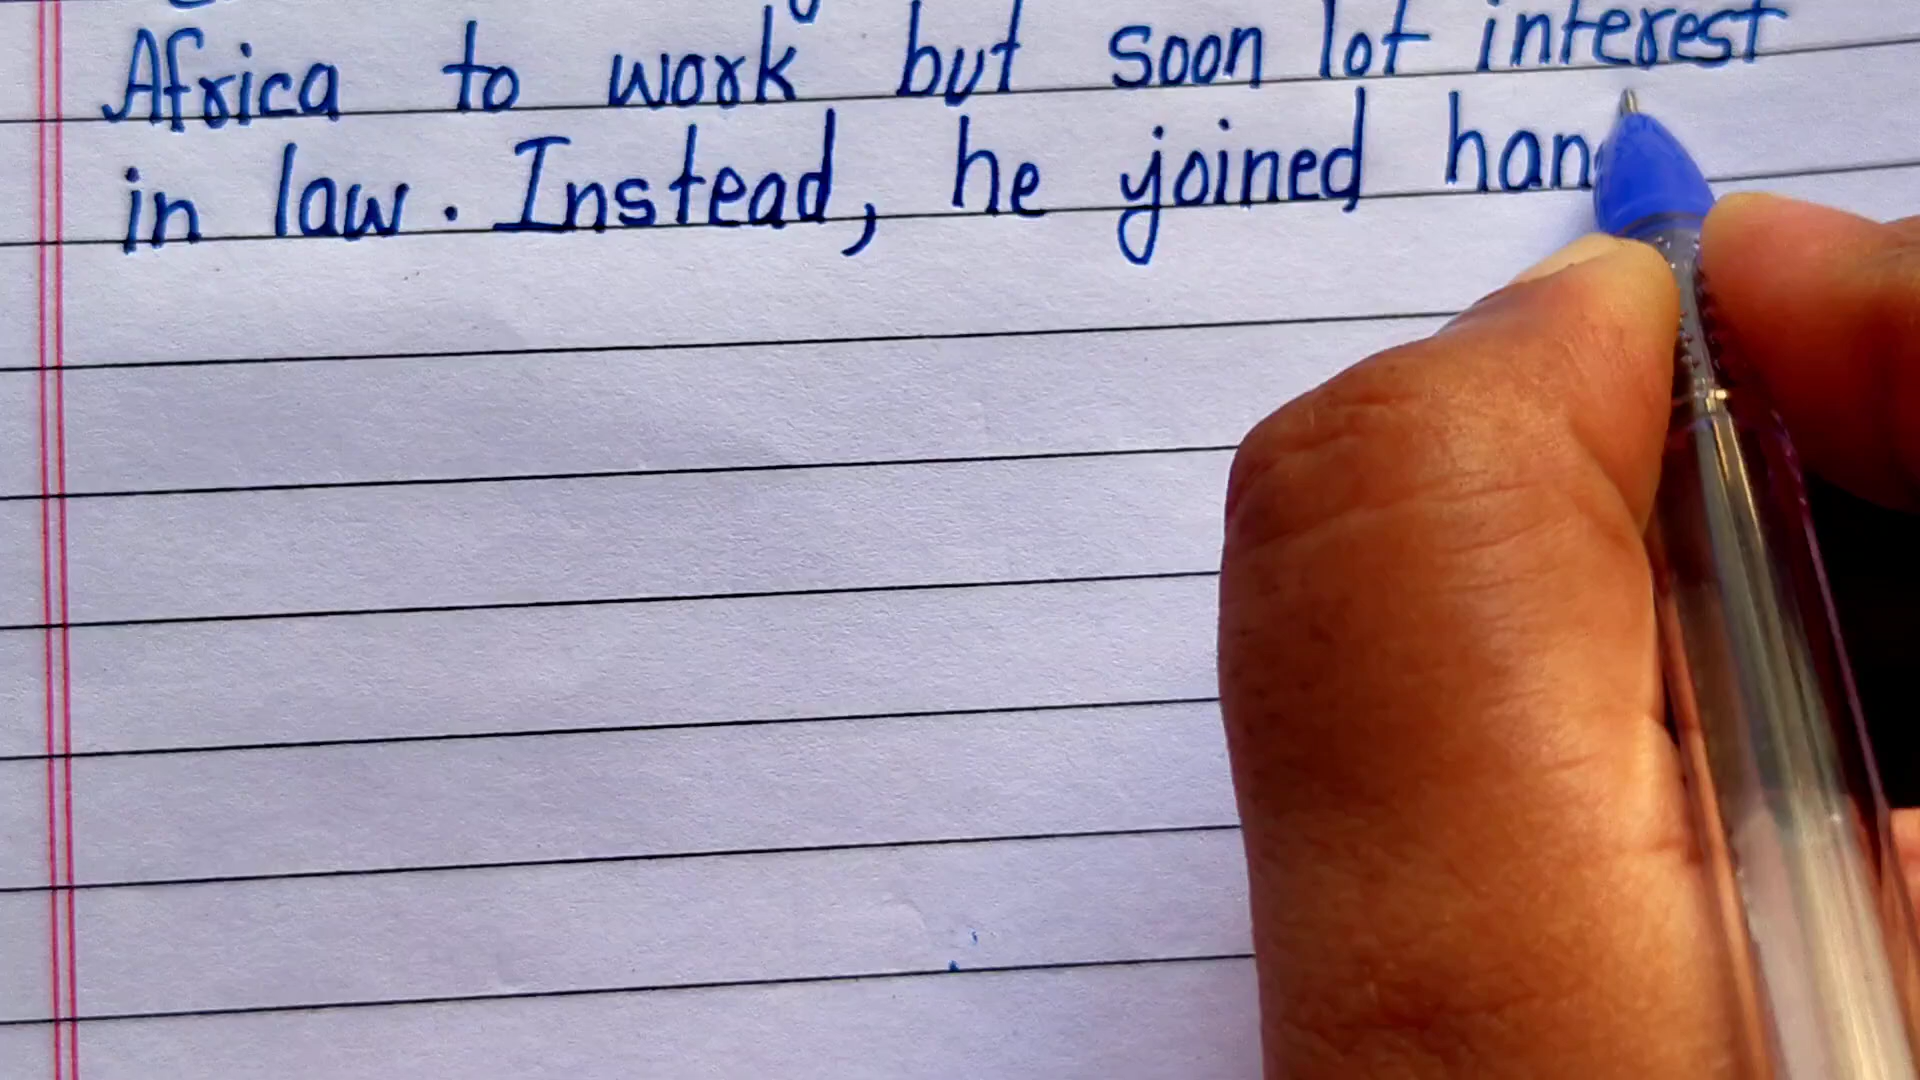 Africa to work but soon lot interest
in law. Instead, he joined han